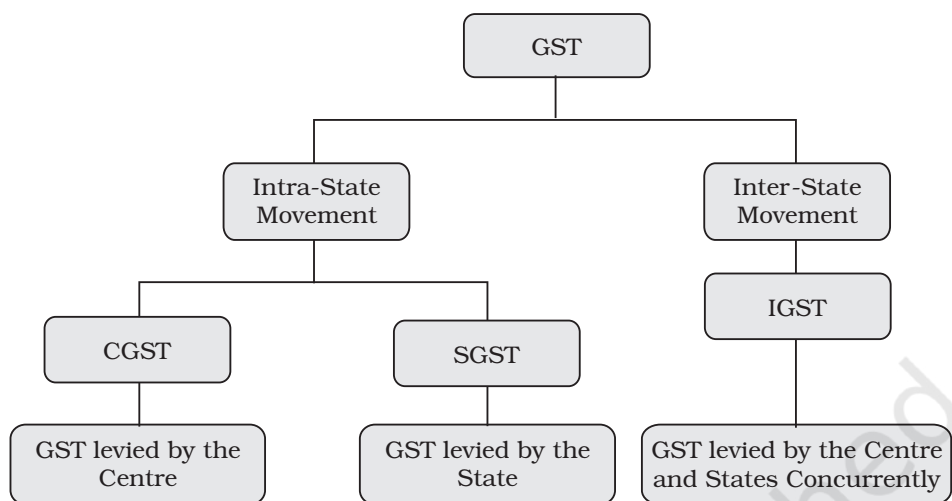 GST
Intra-State
Movement
Inter-State
Movement
CGST
SGST
IGST
GST levied by the
Centre
GST levied by the
State
GST levied by the Centre
and States Concurrently